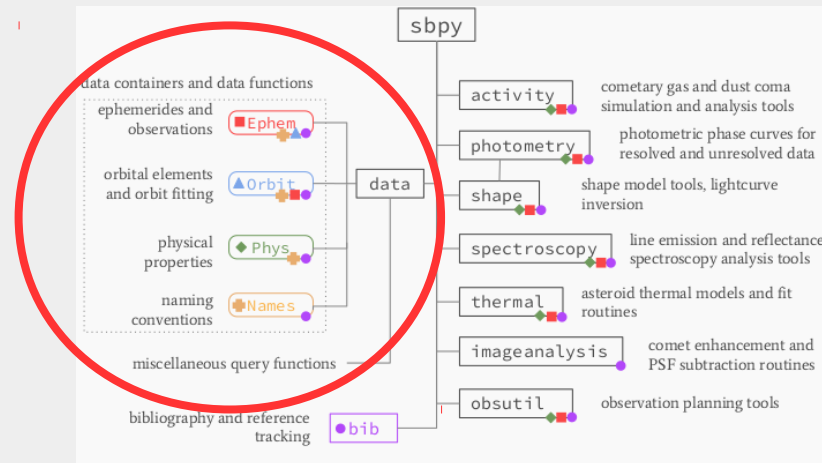 sbpy
data containers and data functions
ephemerides and
observations
Ephem
orbital elements
and orbit fitting
Orbit
data
physical
properties
Phys
naming
conventions
Names
miscellaneous query functions
bibliography and reference
tracking
bib
activity
cometary gas and dust coma
simulation and analysis tools
photometry
photometric phase curves for
resolved and unresolved data
shape
shape model tools, lightcurve
inversion
spectroscopy
line emission and reflectance
spectroscopy analysis tools
thermal
asteroid thermal models and fit
routines
imageanalysis
comet enhancement and
PSF subtraction routines
obsutil
observation planning tools